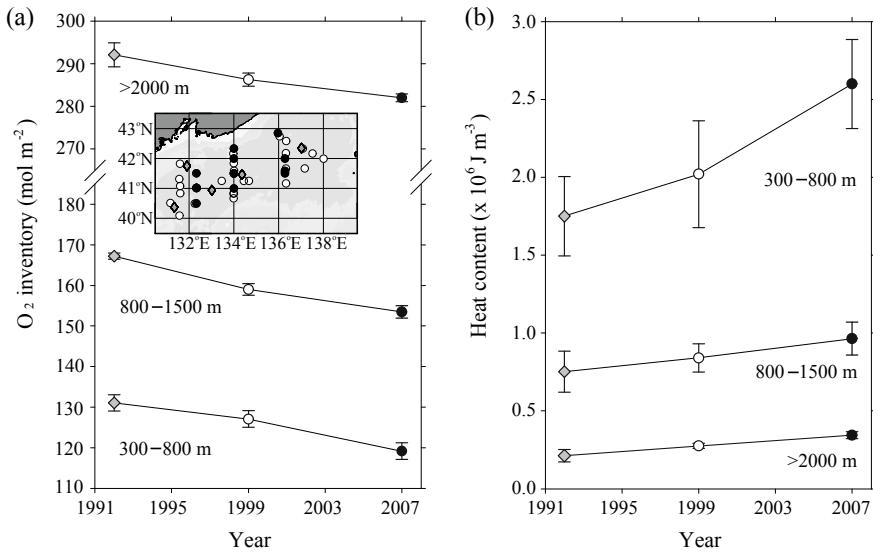 (a)
300
290
280
270
180
170
160
150
140
130
120
110
O₂ inventory (mol m⁻²)
>2000 m
800−1500 m
300−800 m
43°N
42°N
41°N
40°N
132°E 134°E 136°E 138°E
1991 1995 1999 2003 2007
Year
(b)
3.0
2.5
2.0
1.5
1.0
0.5
0.0
Heat content (x 10⁶ J m⁻³)
300−800 m
800−1500 m
>2000 m
1991 1995 1999 2003 2007
Year